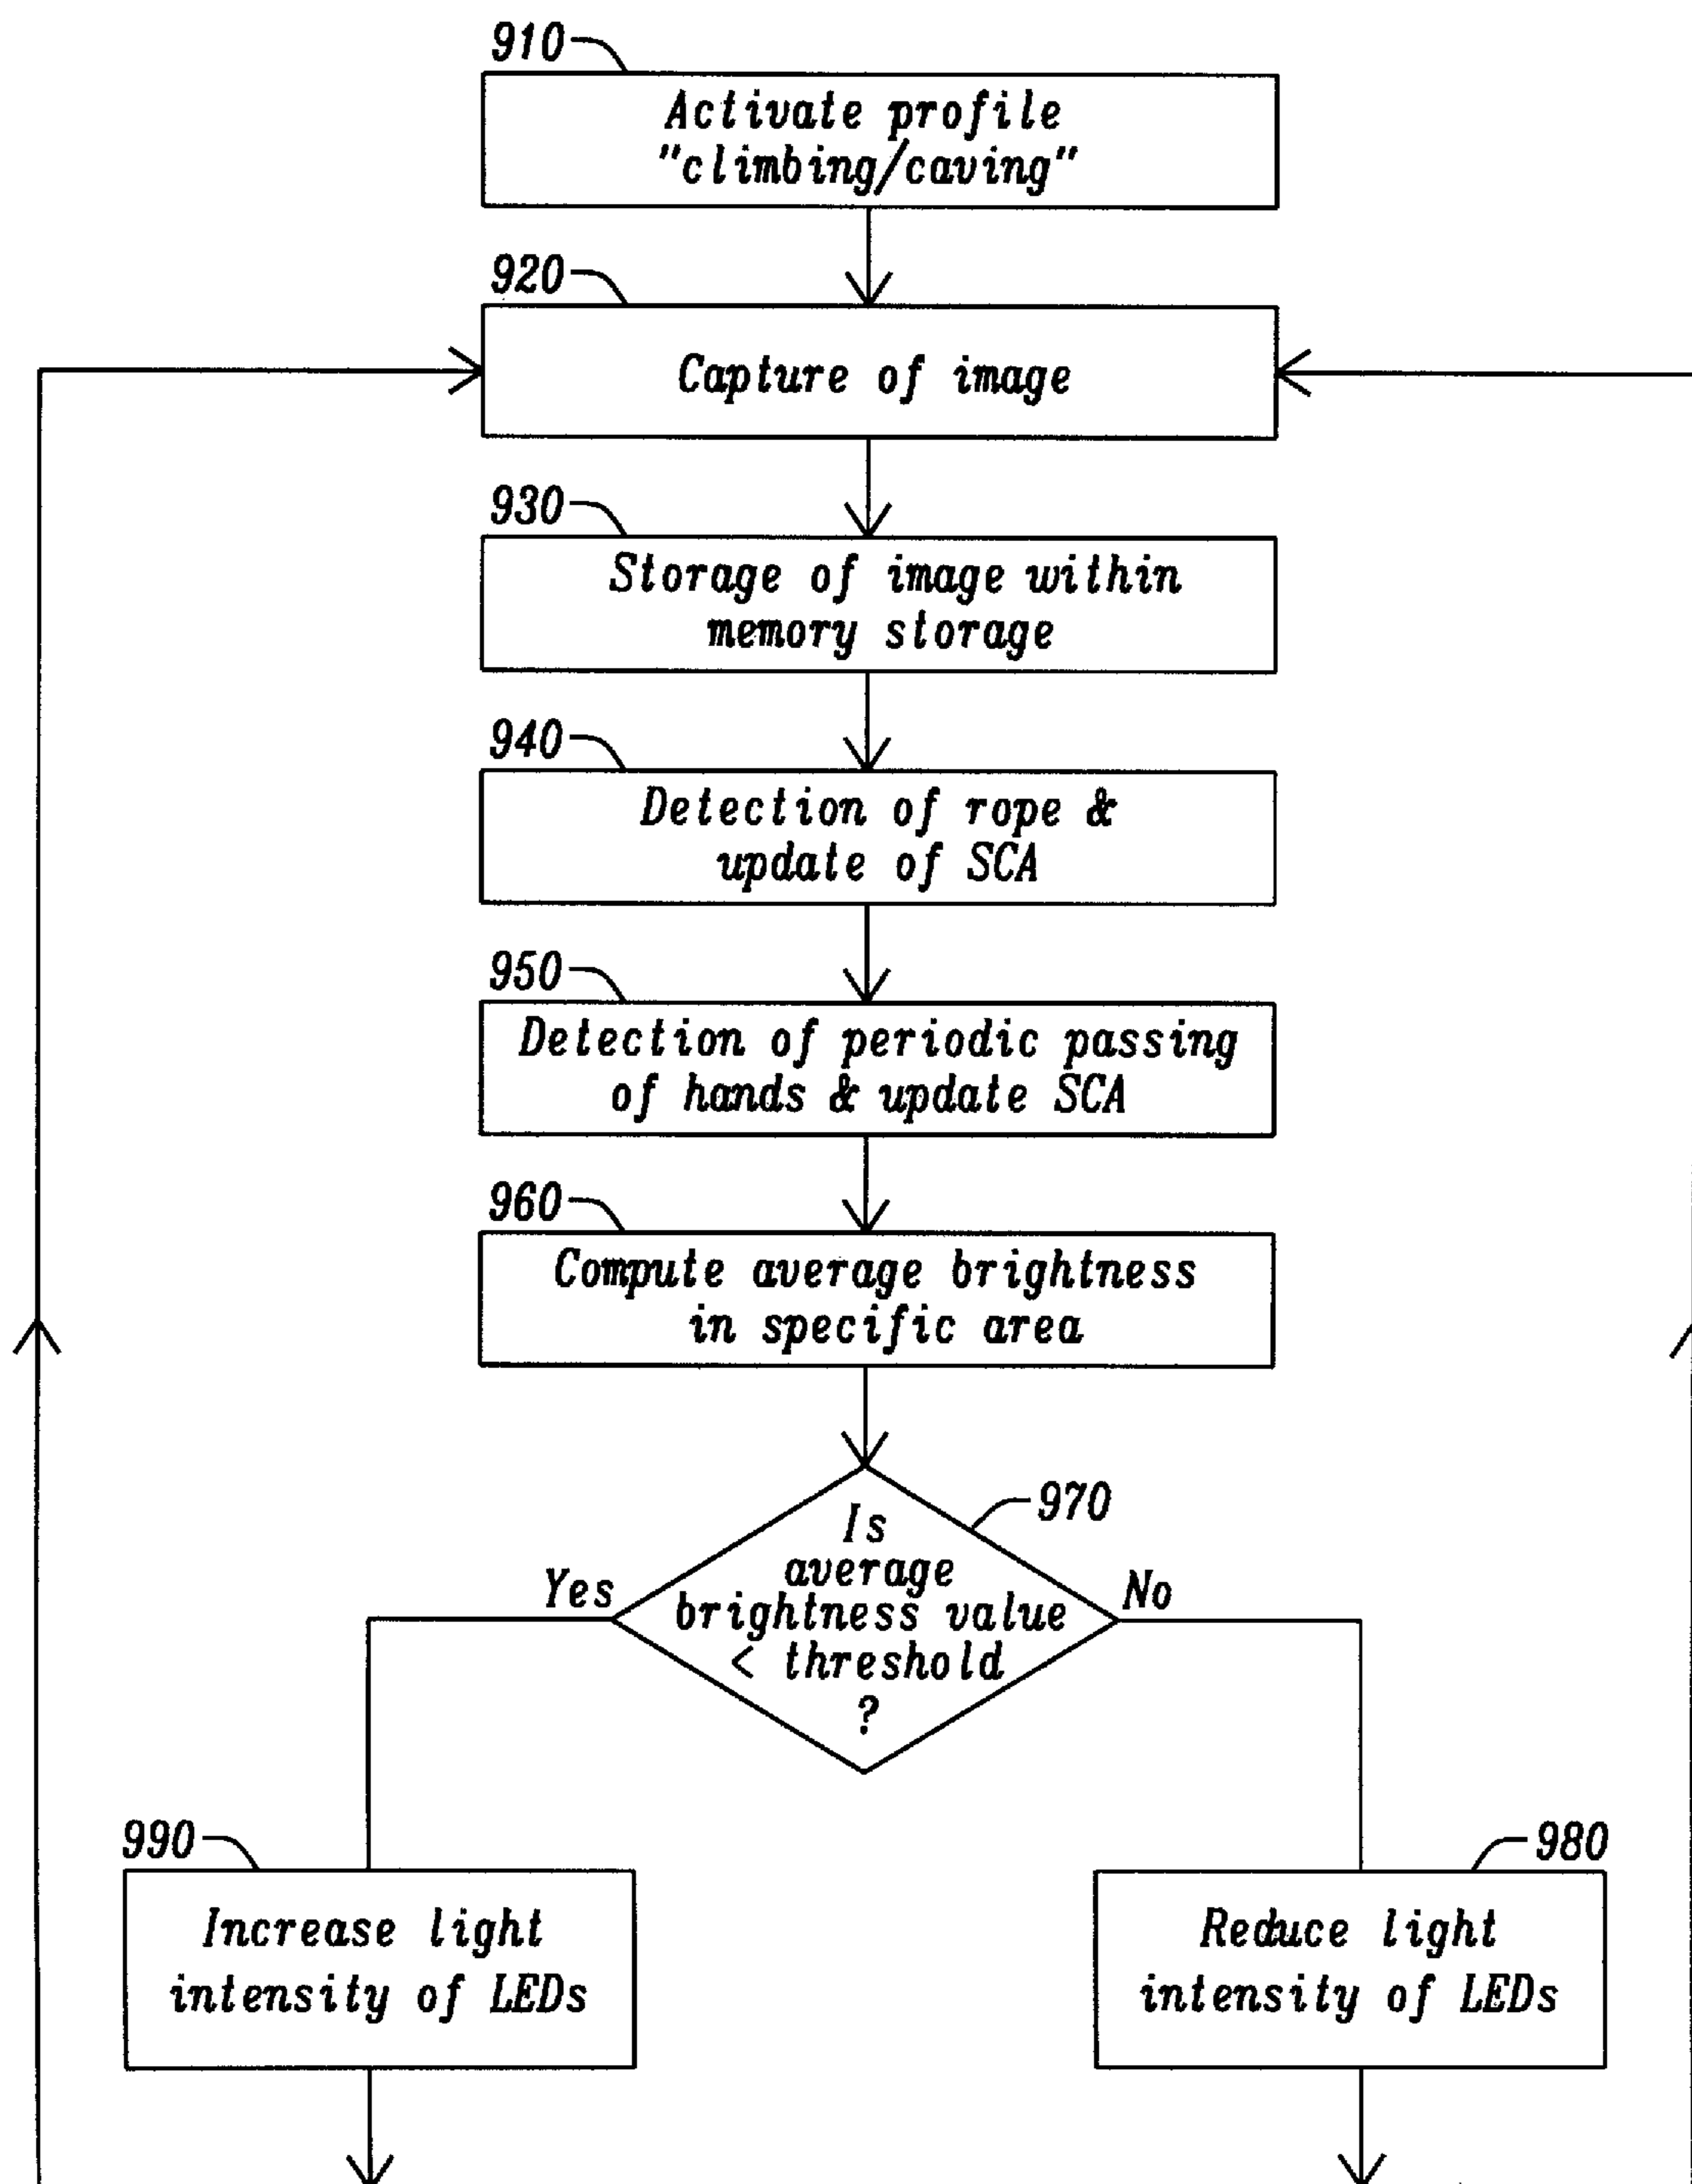 910
Activate profile
"climbing/caving"
920
Capture of image
930
Storage of image within
memory storage
940
Detection of rope &
update of SCA
950
Detection of periodic passing
of hands & update SCA
960
Compute average brightness
in specific area
970
Is
average
brightness value
< threshold
?
Yes
No
990
Increase light
intensity of LEDs
980
Reduce light
intensity of LEDs